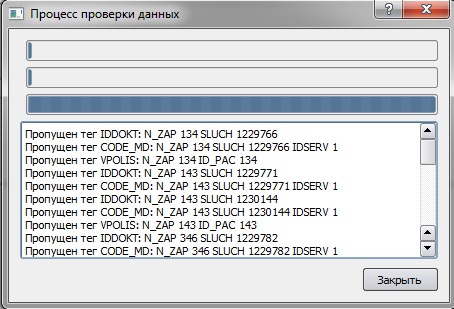 Процесс проверки данных
Пропущен тег IDDOKT: N_ZAP 134 SLUCH 1229766
Пропущен тег CODE_MD: N_ZAP 134 SLUCH 1229766 IDSERV 1
Пропущен тег VPOLIS: N_ZAP 134 ID_PAC 134
Пропущен тег IDDOKT: N_ZAP 143 SLUCH 1229771
Пропущен тег CODE_MD: N_ZAP 143 SLUCH 1229771 IDSERV 1
Пропущен тег IDDOKT: N_ZAP 143 SLUCH 1230144
Пропущен тег CODE_MD: N_ZAP 143 SLUCH 1230144 IDSERV 1
Пропущен тег VPOLIS: N_ZAP 143 ID_PAC 143
Пропущен тег IDDOKT: N_ZAP 346 SLUCH 1229782
Пропущен тег CODE_MD: N_ZAP 346 SLUCH 1229782 IDSERV 1
Закрыть